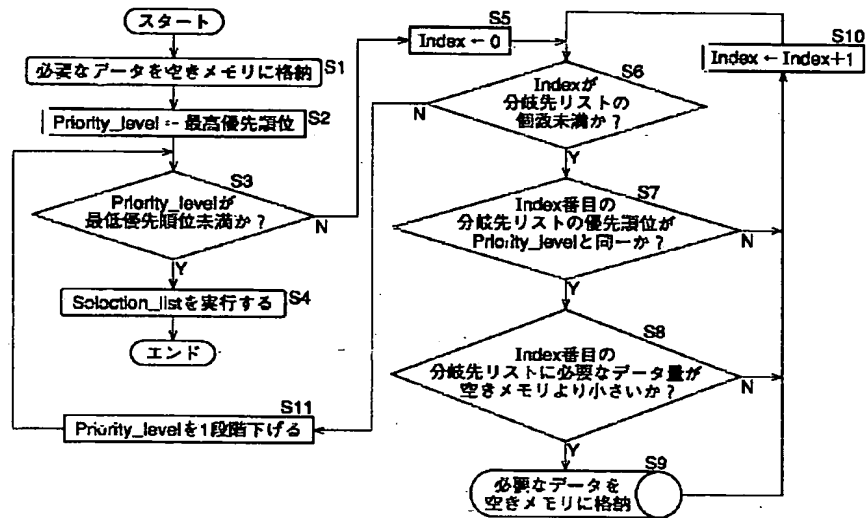 スタート
必要なデータを空きメモリに格納
S1
Priority_level ← 最高優先順位
S2
S3
Priority_levelが
最低優先順位未満か？
N
Y
Soloction_listを実行する
S4
エンド
S11
Priority_levelを1段階下げる
S5
Index ← 0
S6
Indexが
分岐先リストの
個数未満か？
N
Y
S7
Index番目の
分岐先リストの優先順位が
Priority_levelと同一か？
N
Y
S8
Index番目の
分岐先リストに必要なデータ量が
空きメモリより小さいか？
N
Y
S9
必要なデータを
空きメモリに格納
S10
Index ← Index+1